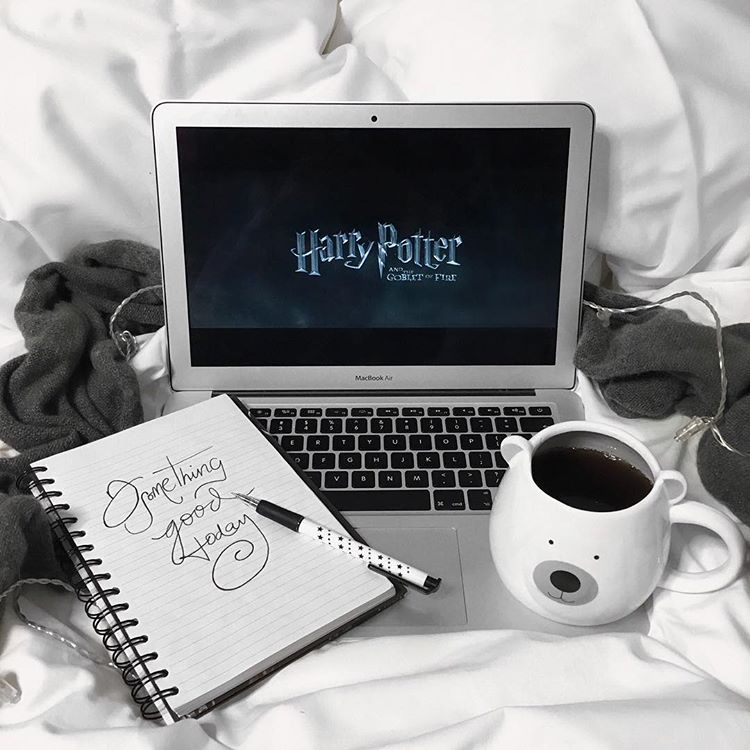 Harry Potter
AND THE
GOBLET OF FIRE
MacBook Air
Something
good
today